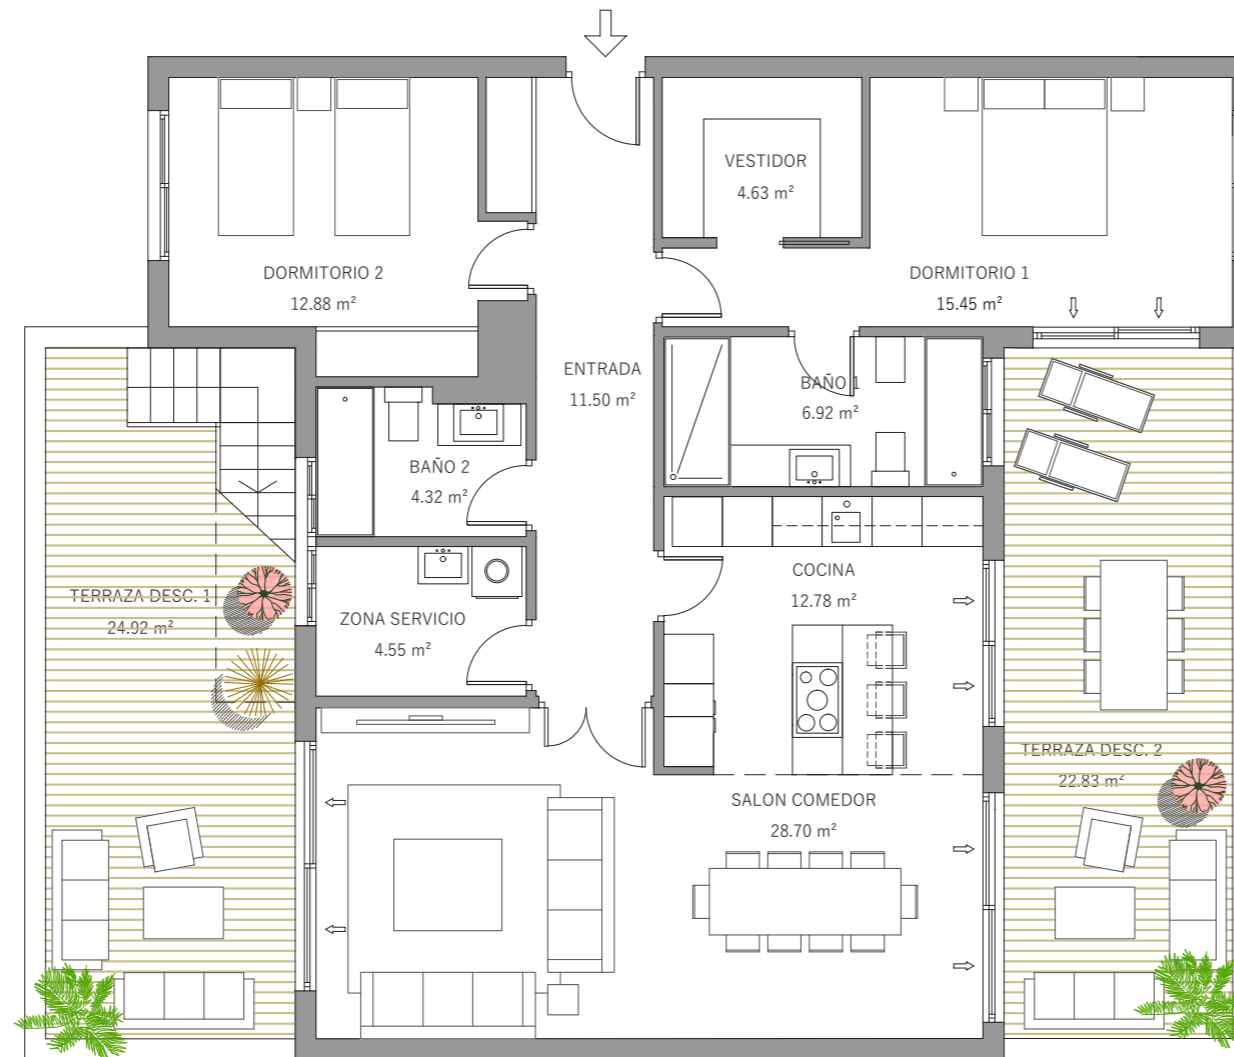 VESTIDOR
4.63 m²
DORMITORIO 2
12.88 m²
DORMITORIO 1
15.45 m²
ENTRADA
11.50 m²
BAÑO 1
6.92 m²
BAÑO 2
4.32 m²
COCINA
12.78 m²
TERRAZA DESC. 1
24.92 m²
ZONA SERVICIO
4.55 m²
TERRAZA DESC. 2
22.83 m²
SALON COMEDOR
28.70 m²